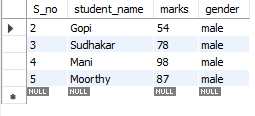 S_no student_name marks gender
2 Gopi 54 male
3 Sudhakar 78 male
4 Mani 98 male
5 Moorthy 87 male
NULL NULL NULL NULL